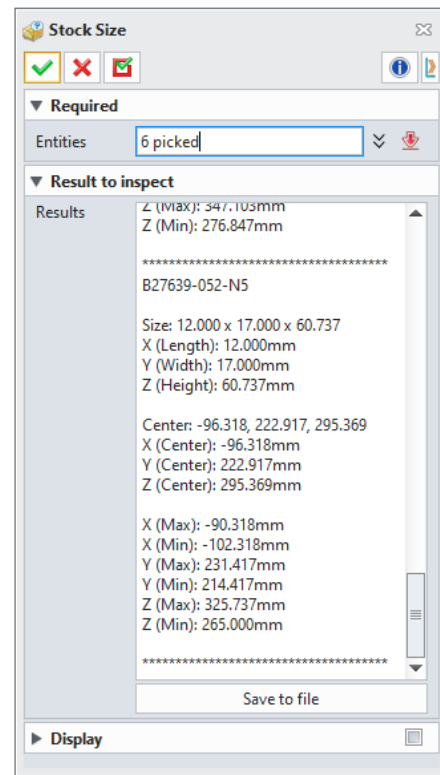 Stock Size
Required
Entities
6 picked
Result to inspect
Results
Z (Max): 347.103mm
Z (Min): 276.847mm
*************************************
B27639-052-N5
Size: 12.000 x 17.000 x 60.737
X (Length): 12.000mm
Y (Width): 17.000mm
Z (Height): 60.737mm
Center: -96.318, 222.917, 295.369
X (Center): -96.318mm
Y (Center): 222.917mm
Z (Center): 295.369mm
X (Max): -90.318mm
X (Min): -102.318mm
Y (Max): 231.417mm
Y (Min): 214.417mm
Z (Max): 325.737mm
Z (Min): 265.000mm
*************************************
Save to file
Display